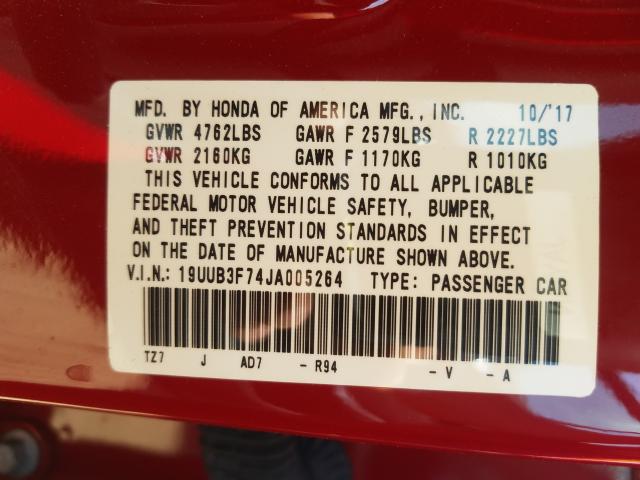 MFD. BY HONDA OF AMERICA MFG., INC. 10/'17
GVWR 4762LBS GAWR F 2579LBS R 2227LBS
GVWR 2160KG GAWR F 1170KG R 1010KG
THIS VEHICLE CONFORMS TO ALL APPLICABLE
FEDERAL MOTOR VEHICLE SAFETY, BUMPER,
AND THEFT PREVENTION STANDARDS IN EFFECT
ON THE DATE OF MANUFACTURE SHOWN ABOVE.
V.I.N.: 19UUB3F74JA005264 TYPE: PASSENGER CAR
TZ7 J AD7 - R94 - V - A